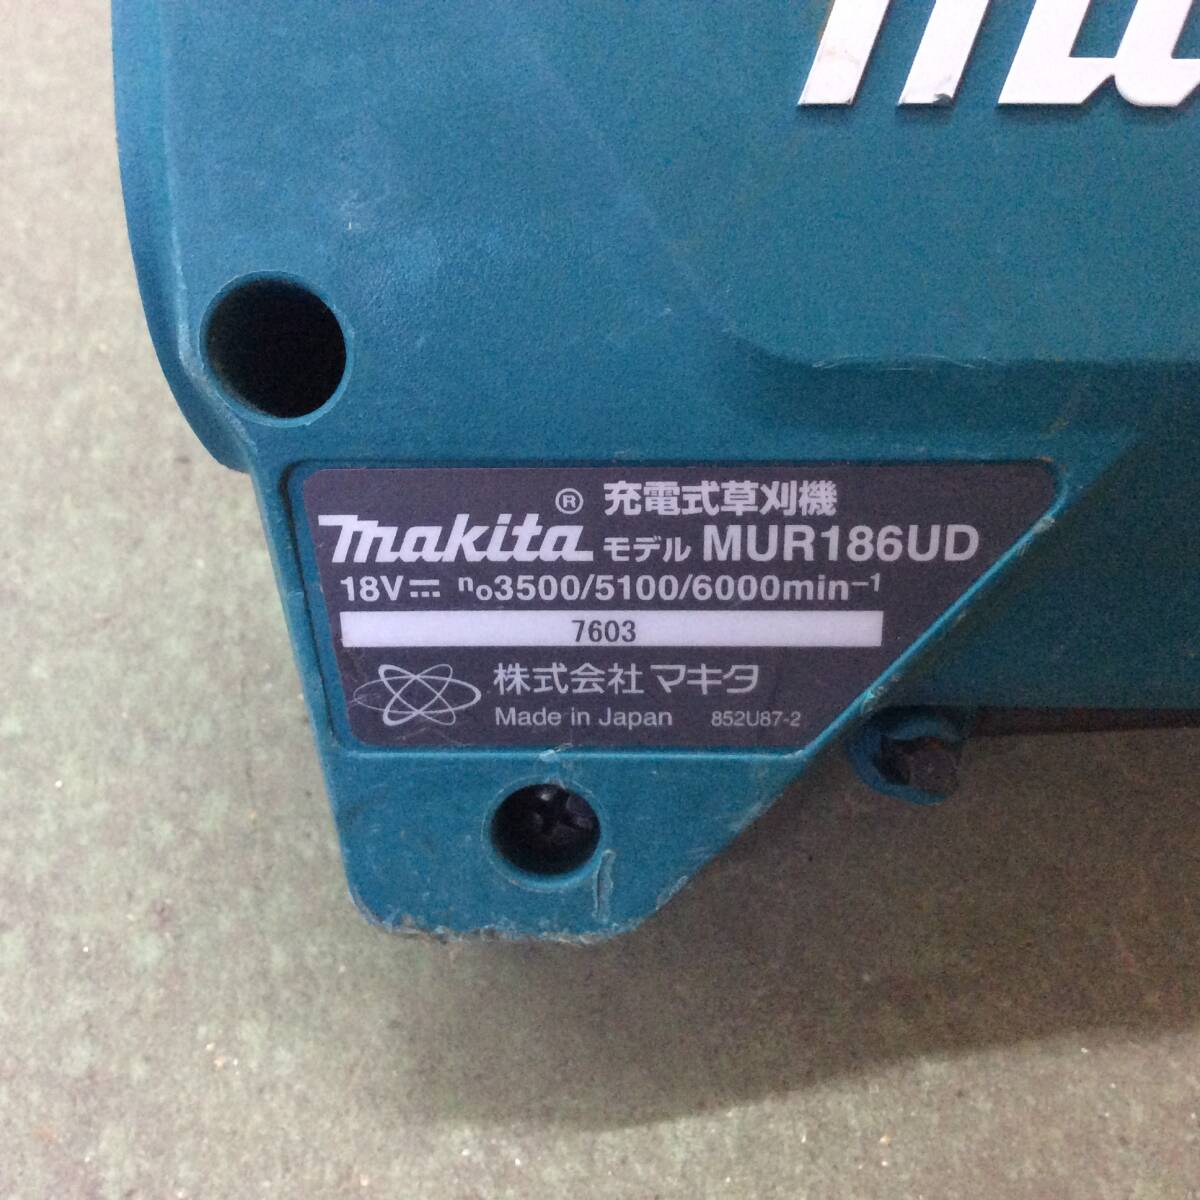 makita® 充電式草刈機
モデル MUR186UD
18V⎓ n₀3500/5100/6000min⁻¹
7603
株式会社マキタ
Made in Japan 852U87-2